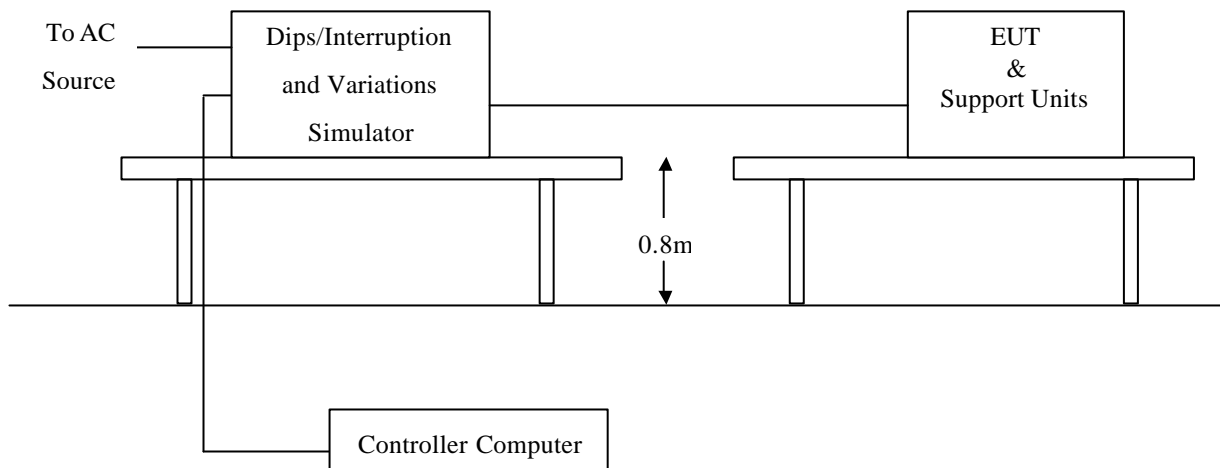 To AC
Source
Dips/Interruption
and Variations
Simulator
EUT
&
Support Units
0.8m
Controller Computer